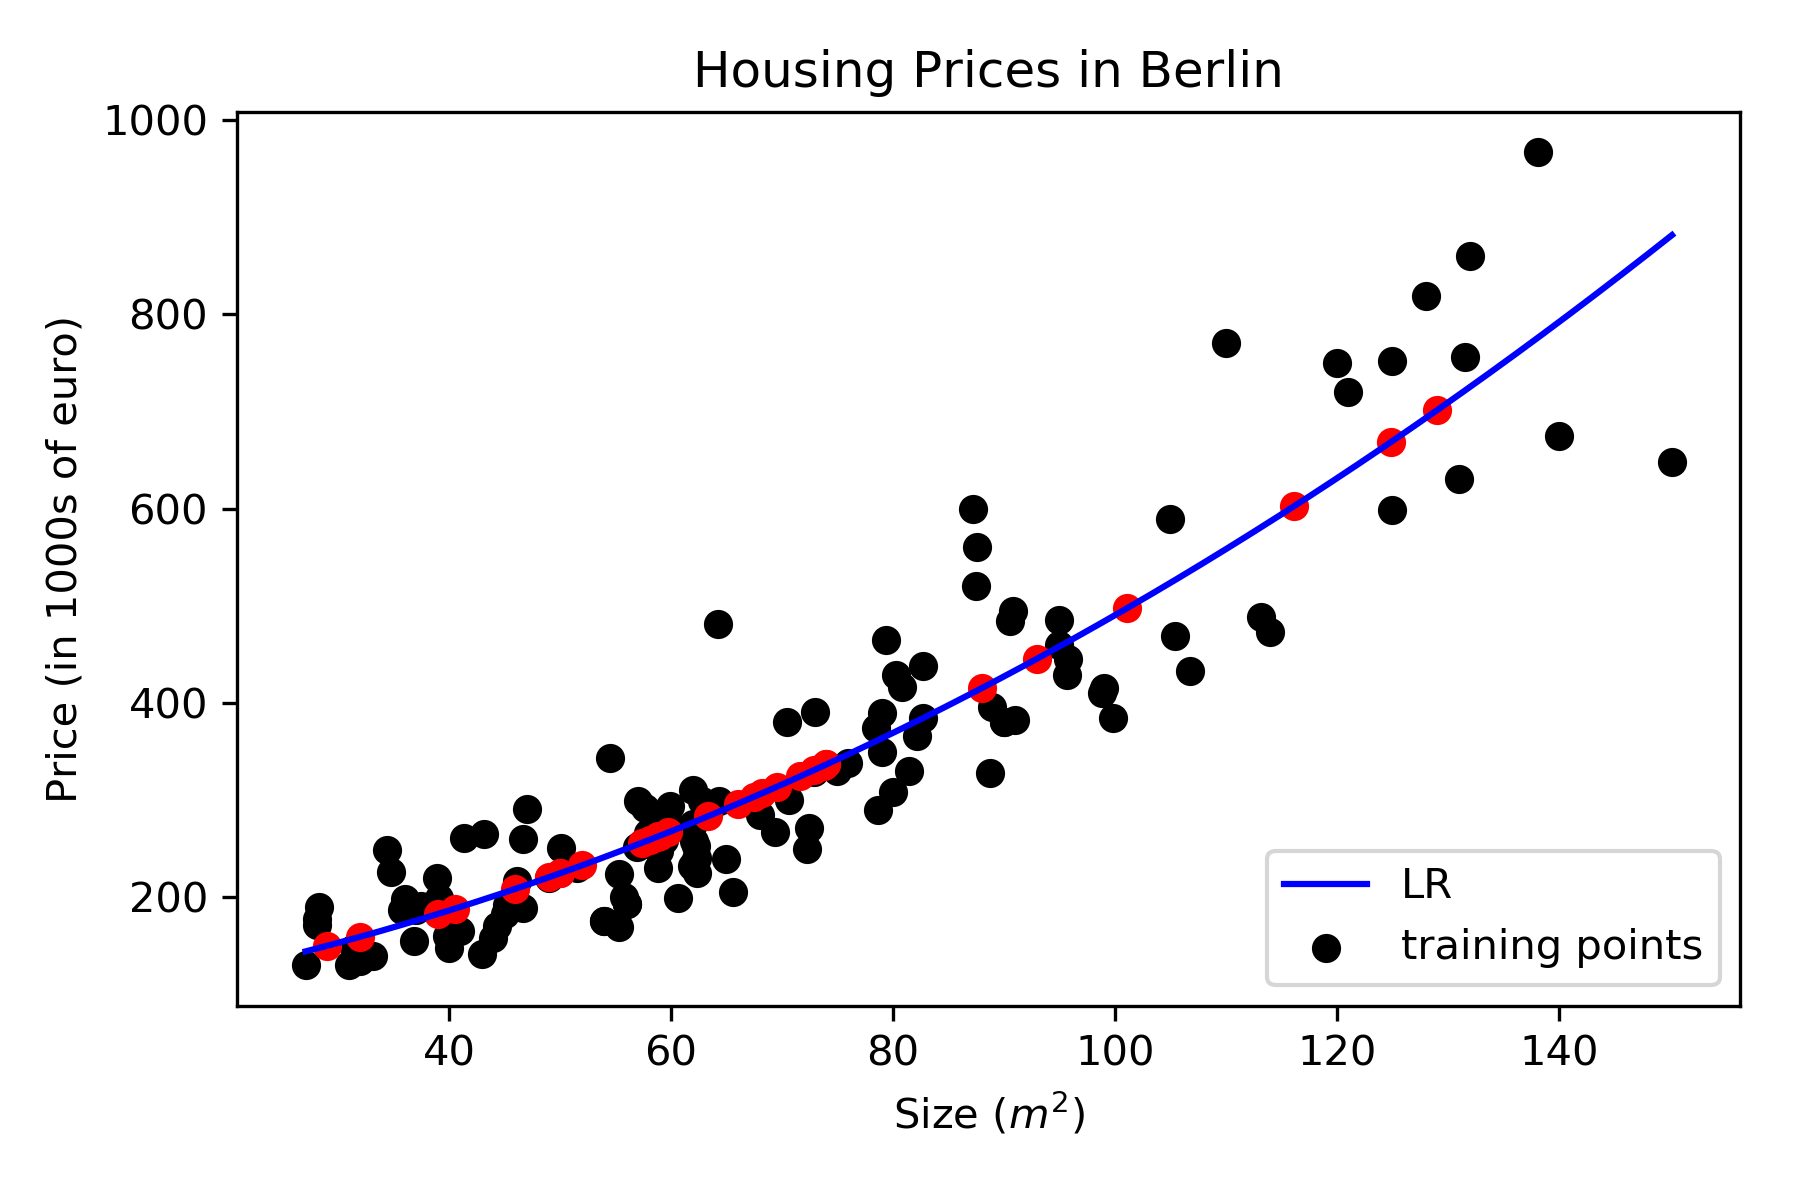 Housing Prices in Berlin
1000
800
600
400
200
Price (in 1000s of euro)
40 60 80 100 120 140
Size (m²)
LR
training points